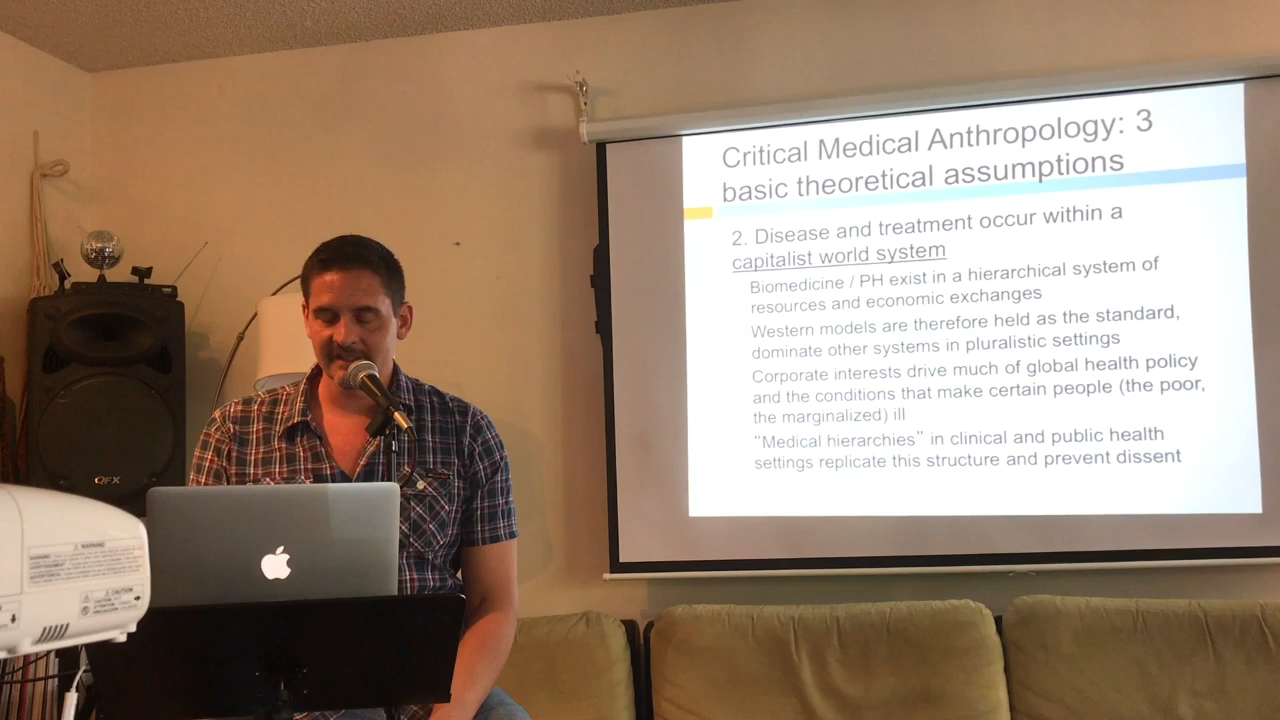 Critical Medical Anthropology: 3
basic theoretical assumptions
2. Disease and treatment occur within a
capitalist world system
Biomedicine / PH exist in a hierarchical system of
resources and economic exchanges
Western models are therefore held as the standard,
dominate other systems in pluralistic settings
Corporate interests drive much of global health policy
and the conditions that make certain people (the poor,
the marginalized) ill
"Medical hierarchies" in clinical and public health
settings replicate this structure and prevent dissent
QFX
WARNING
CAUTION